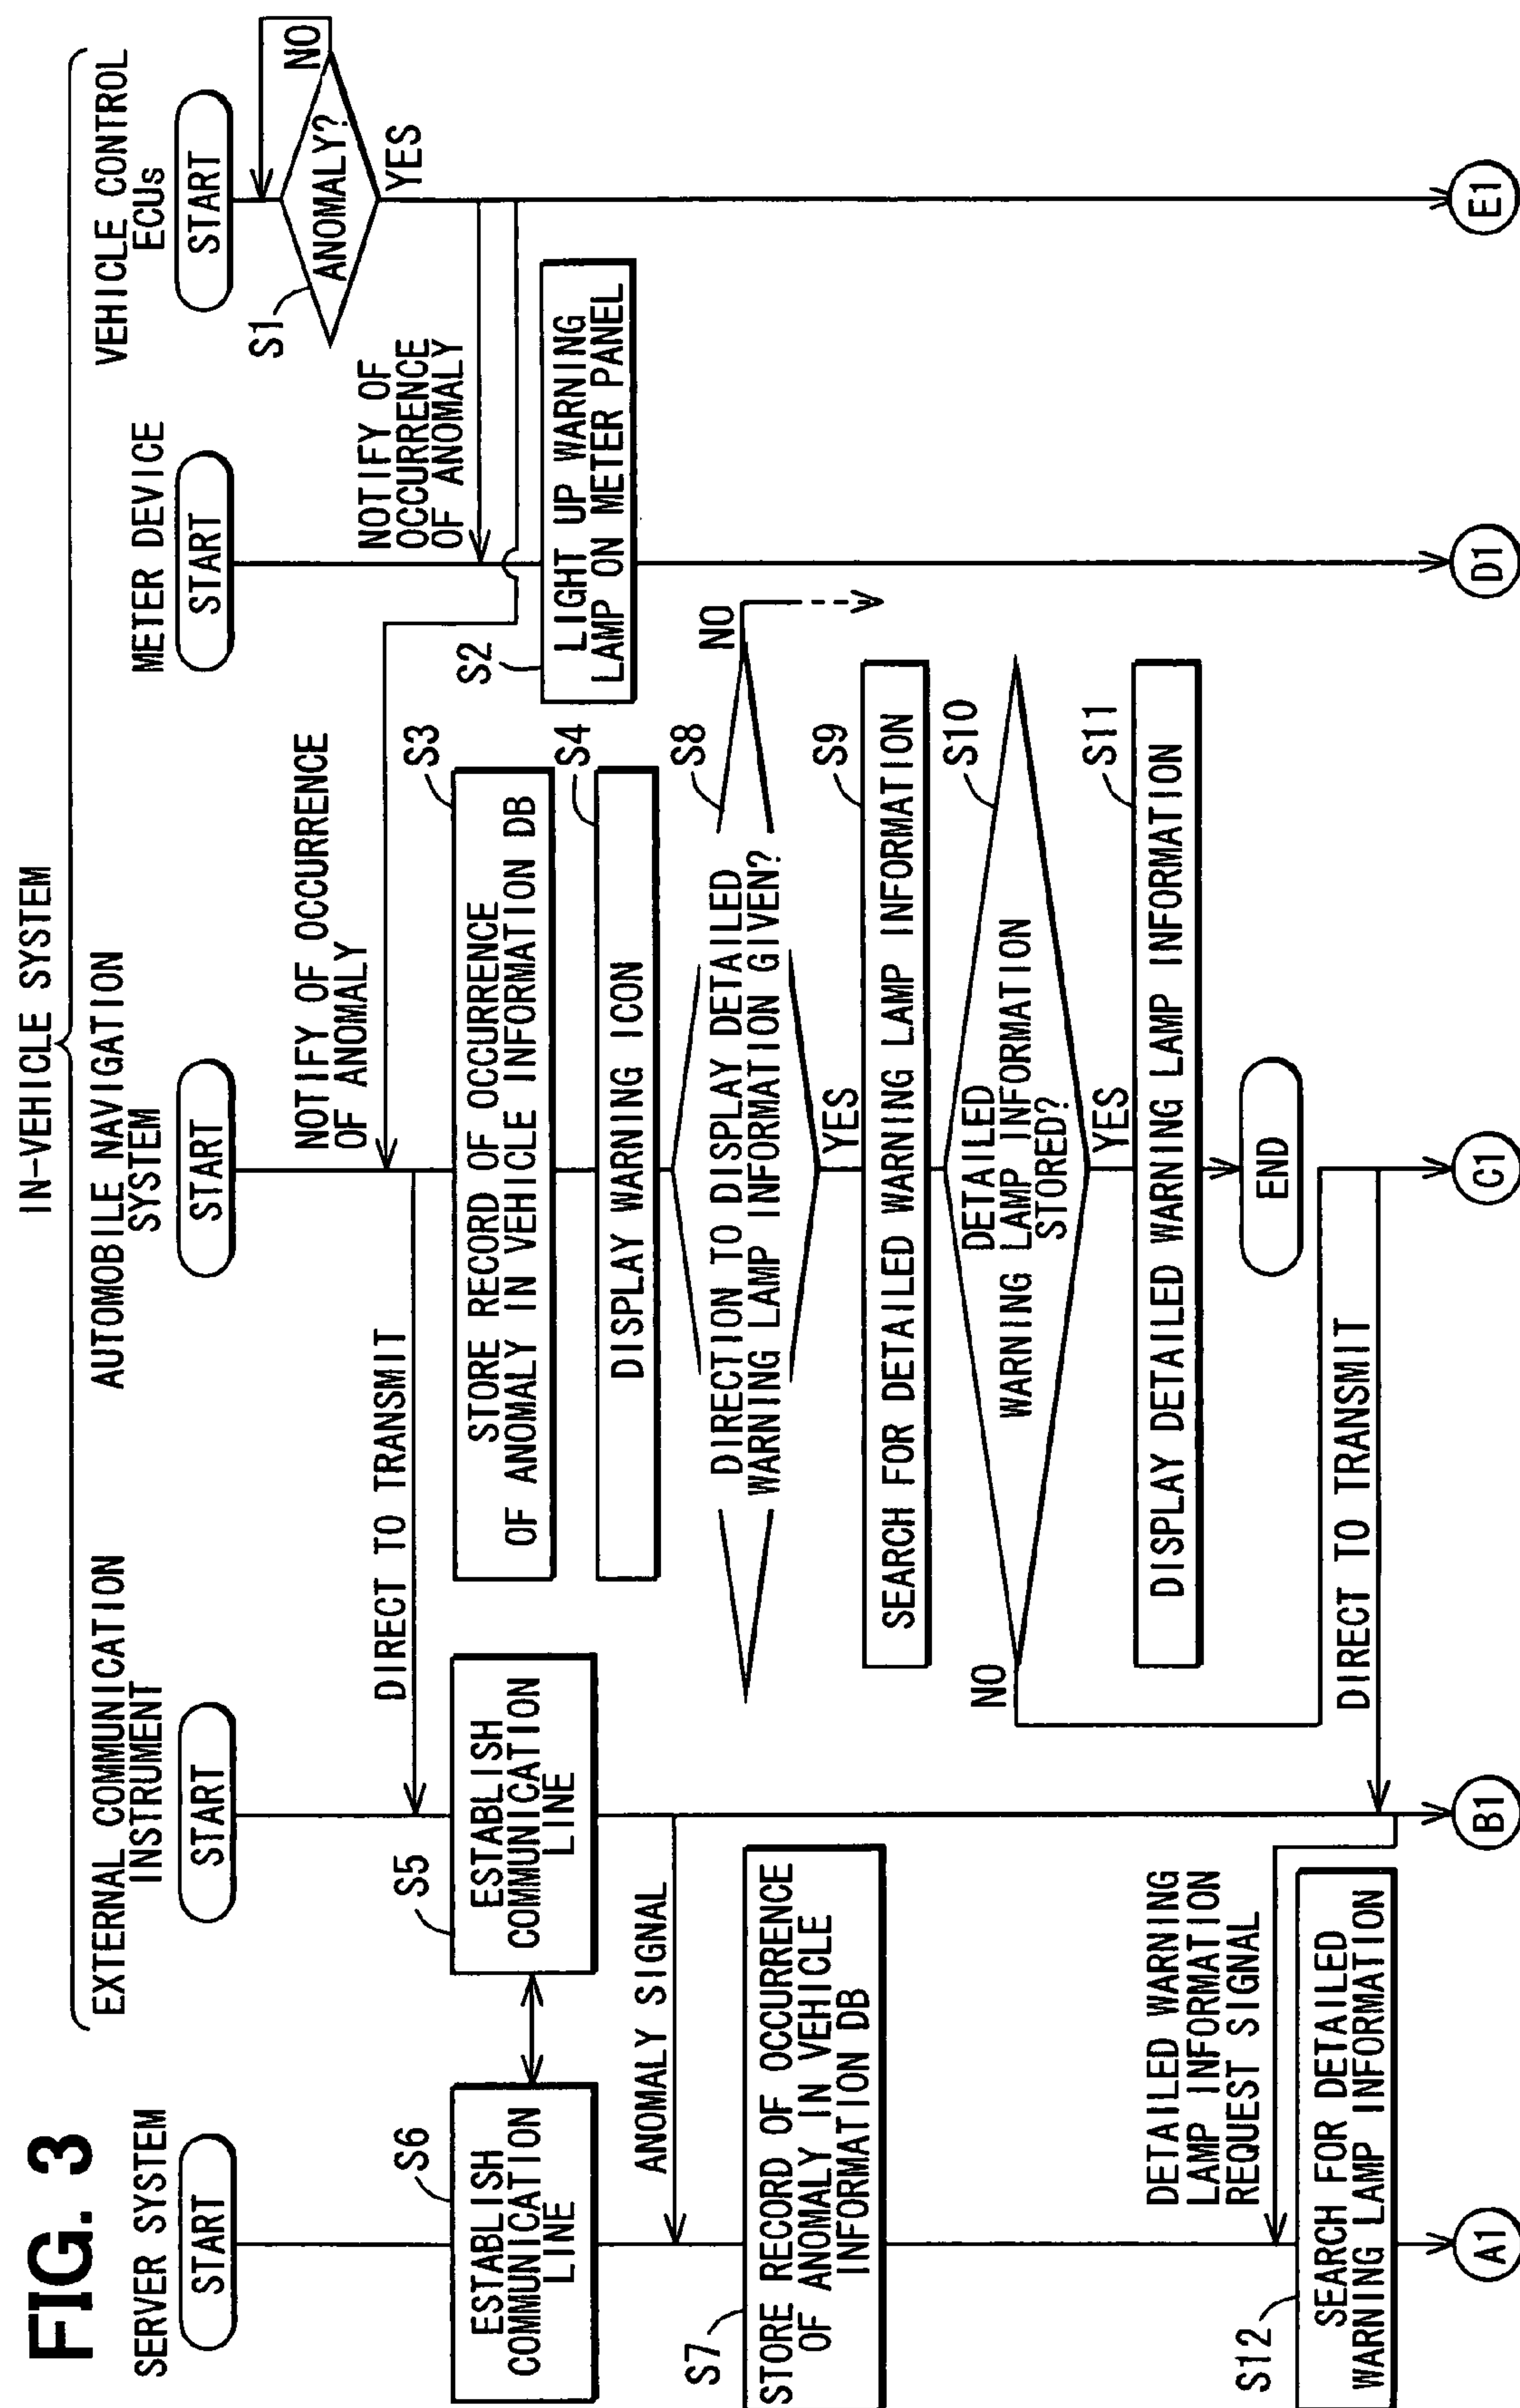 FIG. 3
IN-VEHICLE SYSTEM
SERVER SYSTEM
EXTERNAL COMMUNICATION
INSTRUMENT
AUTOMOBILE NAVIGATION
SYSTEM
METER DEVICE
VEHICLE CONTROL
ECUs
START
START
START
START
START
S1
ANOMALY?
NO
YES
NOTIFY OF
OCCURRENCE
OF ANOMALY
NOTIFY OF OCCURRENCE
OF ANOMALY
DIRECT TO TRANSMIT
S2
LIGHT UP WARNING
LAMP ON METER PANEL
S3
STORE RECORD OF OCCURRENCE
OF ANOMALY IN VEHICLE INFORMATION DB
S4
DISPLAY WARNING ICON
S5
ESTABLISH
COMMUNICATION
LINE
S6
ESTABLISH
COMMUNICATION
LINE
ANOMALY SIGNAL
S7
STORE RECORD OF OCCURRENCE
OF ANOMALY IN VEHICLE
INFORMATION DB
S8
DIRECTION TO DISPLAY DETAILED
WARNING LAMP INFORMATION GIVEN?
NO
YES
S9
SEARCH FOR DETAILED WARNING LAMP INFORMATION
S10
DETAILED
WARNING LAMP INFORMATION
STORED?
NO
YES
S11
DISPLAY DETAILED WARNING LAMP INFORMATION
END
DIRECT TO TRANSMIT
DETAILED WARNING
LAMP INFORMATION
REQUEST SIGNAL
S12
SEARCH FOR DETAILED
WARNING LAMP INFORMATION
A1
B1
C1
D1
E1